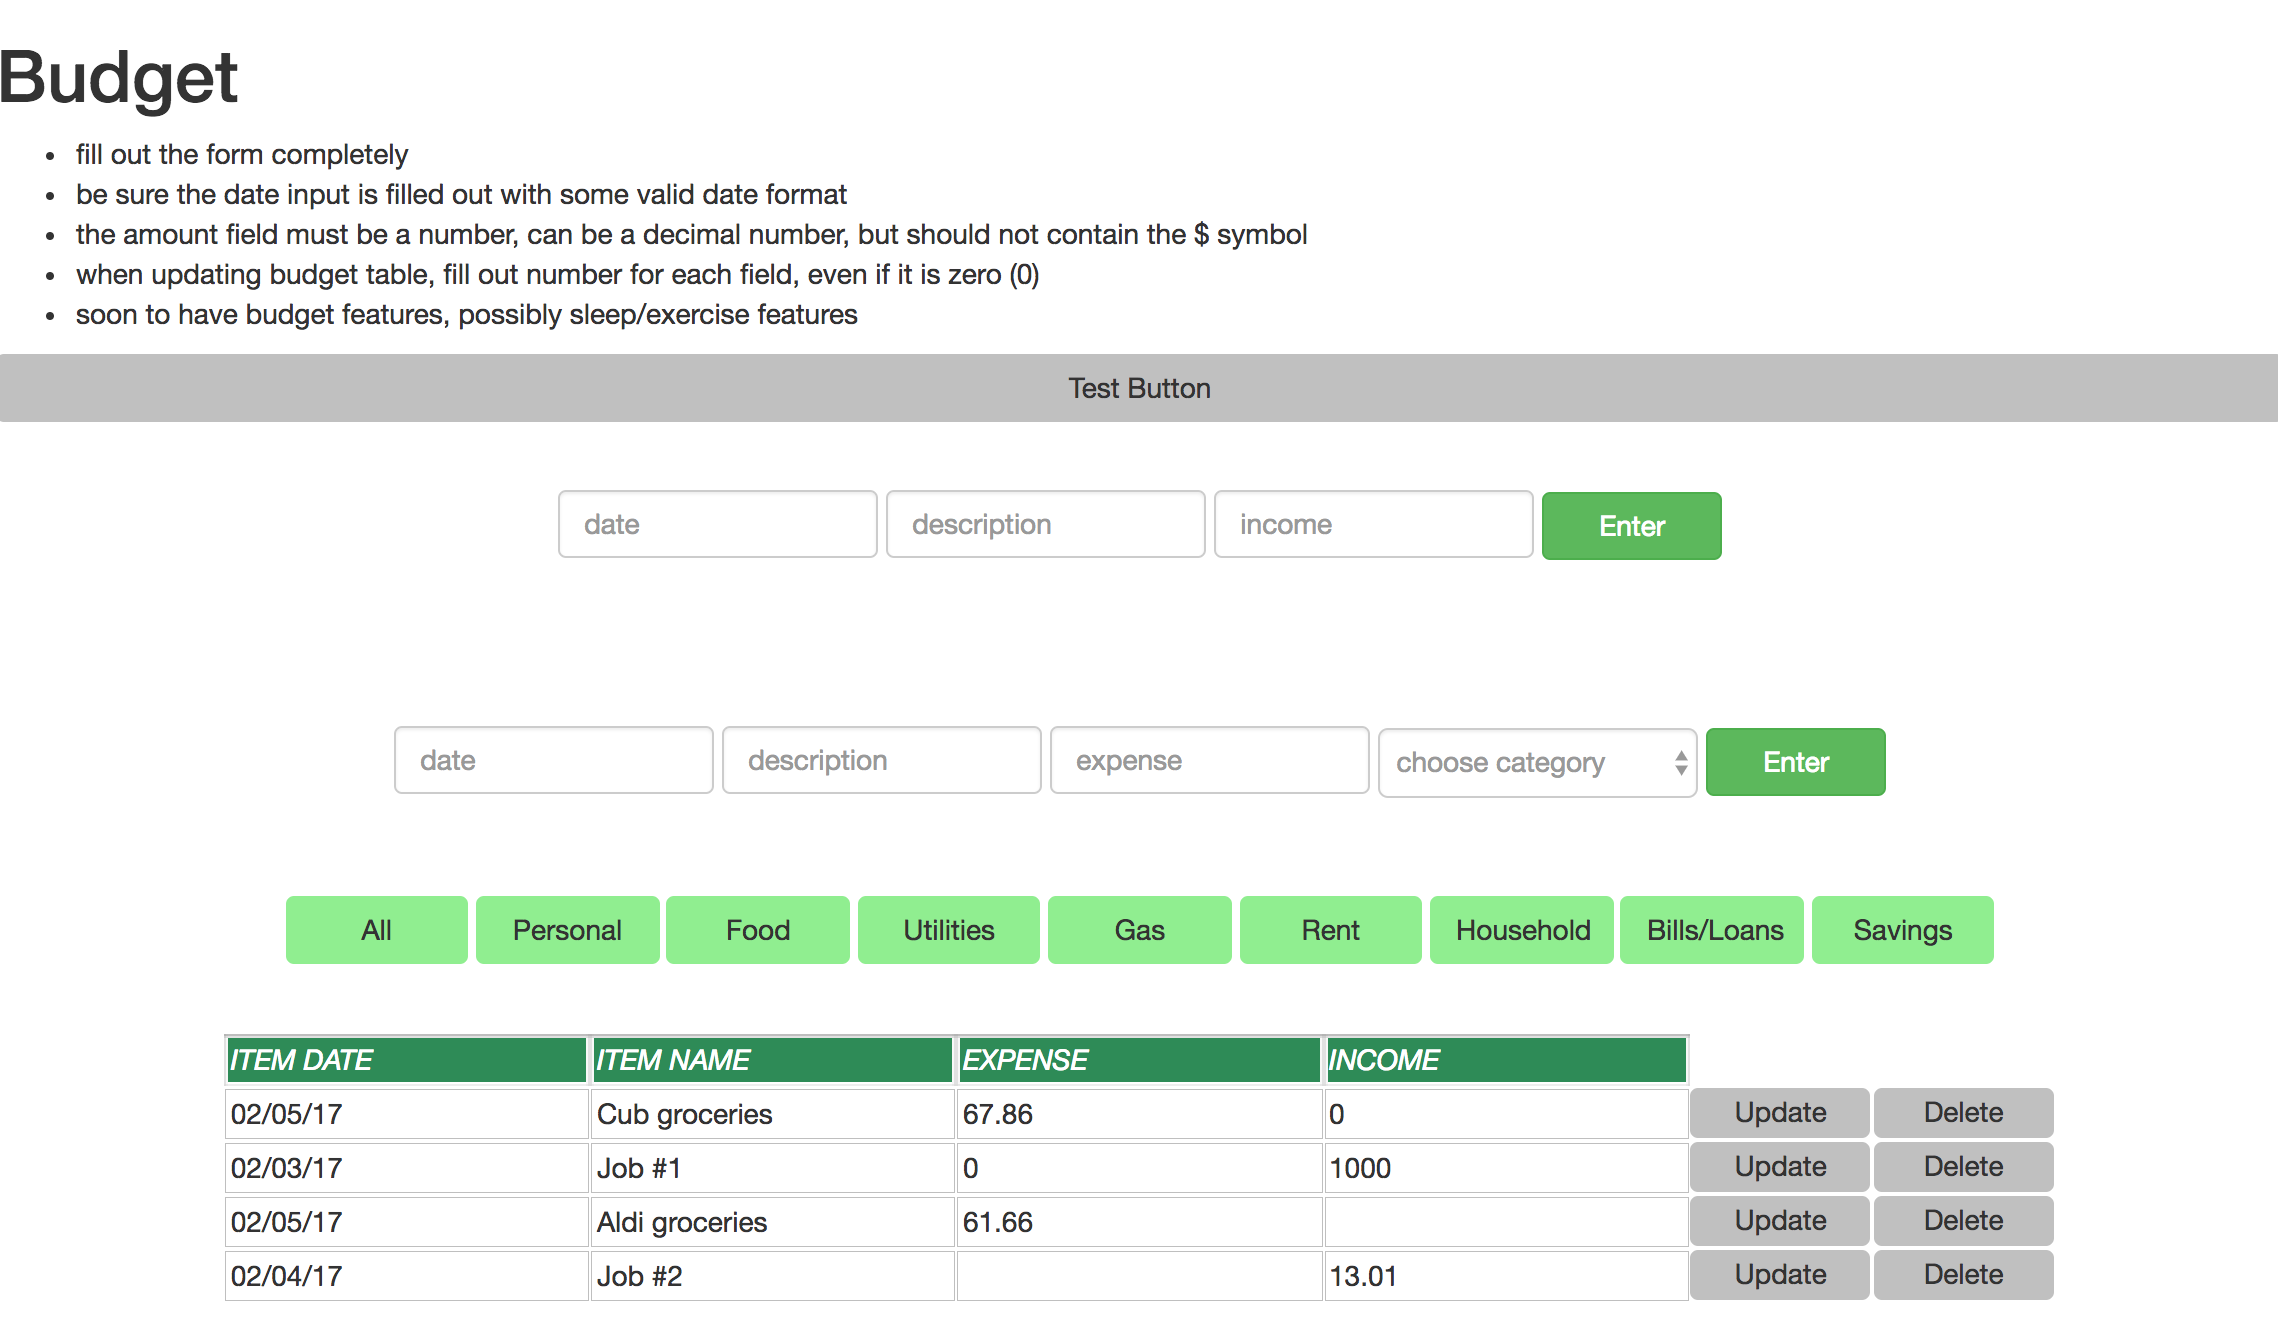 Budget
• fill out the form completely
• be sure the date input is filled out with some valid date format
• the amount field must be a number, can be a decimal number, but should not contain the $ symbol
• when updating budget table, fill out number for each field, even if it is zero (0)
• soon to have budget features, possibly sleep/exercise features
Test Button
date description income Enter
date description expense choose category Enter
All Personal Food Utilities Gas Rent Household Bills/Loans Savings
ITEM DATE ITEM NAME EXPENSE INCOME
02/05/17 Cub groceries 67.86 0 Update Delete
02/03/17 Job #1 0 1000 Update Delete
02/05/17 Aldi groceries 61.66 Update Delete
02/04/17 Job #2 13.01 Update Delete